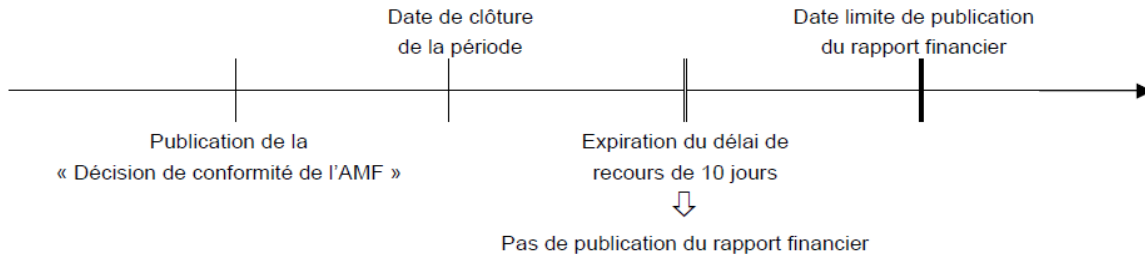 Date de clôture
de la période
Date limite de publication
du rapport financier
Publication de la
« Décision de conformité de l'AMF »
Expiration du délai de
recours de 10 jours
Pas de publication du rapport financier